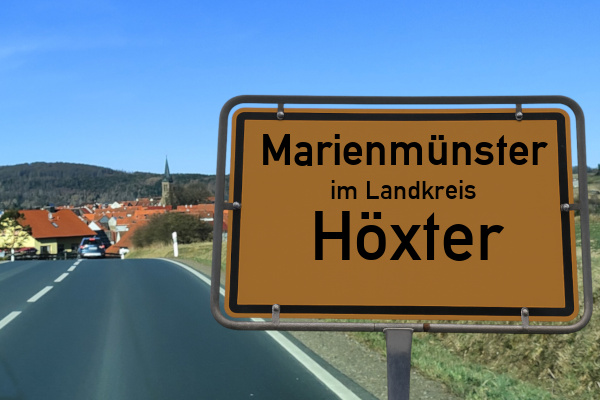 Marienmünster
im Landkreis
Höxter